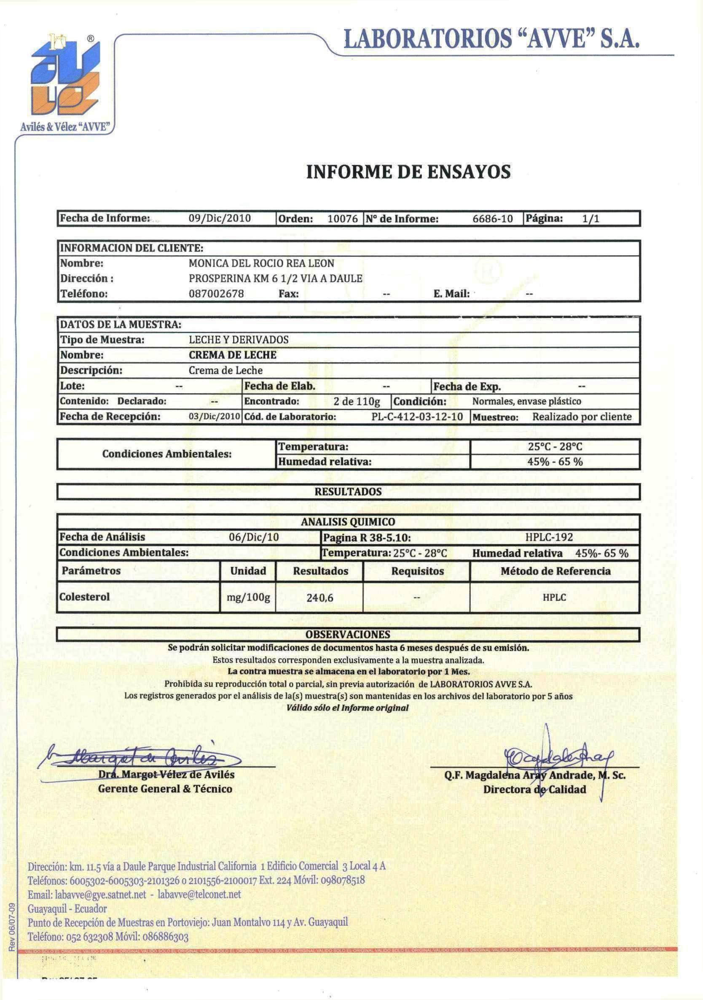 LABORATORIOS “AVVE” S.A.
®
Avilés & Vélez “AVVE”
INFORME DE ENSAYOS
Fecha de Informe: 09/Dic/2010 Orden: 10076 Nº de Informe: 6686-10 Página: 1/1
INFORMACION DEL CLIENTE:
Nombre: MONICA DEL ROCIO REA LEON
Dirección : PROSPERINA KM 6 1/2 VIA A DAULE
Teléfono: 087002678 Fax: -- E. Mail: --
DATOS DE LA MUESTRA:
Tipo de Muestra: LECHE Y DERIVADOS
Nombre: CREMA DE LECHE
Descripción: Crema de Leche
Lote: -- Fecha de Elab. -- Fecha de Exp. --
Contenido: Declarado: -- Encontrado: 2 de 110g Condición: Normales, envase plástico
Fecha de Recepción: 03/Dic/2010 Cód. de Laboratorio: PL-C-412-03-12-10 Muestreo: Realizado por cliente
Condiciones Ambientales: Temperatura: 25°C - 28°C
Humedad relativa: 45% - 65 %
RESULTADOS
ANALISIS QUIMICO
Fecha de Análisis 06/Dic/10 Pagina R 38-5.10: HPLC-192
Condiciones Ambientales: Temperatura: 25°C - 28°C Humedad relativa 45%- 65 %
Parámetros Unidad Resultados Requisitos Método de Referencia
Colesterol mg/100g 240,6 -- HPLC
OBSERVACIONES
Se podrán solicitar modificaciones de documentos hasta 6 meses después de su emisión.
Estos resultados corresponden exclusivamente a la muestra analizada.
La contra muestra se almacena en el laboratorio por 1 Mes.
Prohibida su reproducción total o parcial, sin previa autorización de LABORATORIOS AVVE S.A.
Los registros generados por el análisis de la(s) muestra(s) son mantenidas en los archivos del laboratorio por 5 años
Válido sólo el Informe original
Dra. Margot Vélez de Avilés
Gerente General & Técnico
Q.F. Magdalena Aray Andrade, M. Sc.
Directora de Calidad
Dirección: km. 11.5 vía a Daule Parque Industrial California 1 Edificio Comercial 3 Local 4 A
Teléfonos: 6005302-6005303-2101326 o 2101556-2100017 Ext. 224 Móvil: 098078518
Email: labavve@gye.satnet.net - labavve@telconet.net
Guayaquil - Ecuador
Punto de Recepción de Muestras en Portoviejo: Juan Montalvo 114 y Av. Guayaquil
Teléfono: 052 632308 Móvil: 086886303
Rev 06/07-09
VALIDO SOLO EL ORIGINAL VALIDO SOLO EL ORIGINAL VALIDO SOLO EL ORIGINAL VALIDO SOLO EL ORIGINAL VALIDO SOLO EL ORIGINAL VALIDO SOLO EL ORIGINAL VALIDO SOLO EL ORIGINAL VALIDO SOLO EL ORIGINAL VALIDO SOLO EL ORIGINAL VALIDO SOLO EL ORIGINAL VALIDO SOLO EL ORIGINAL